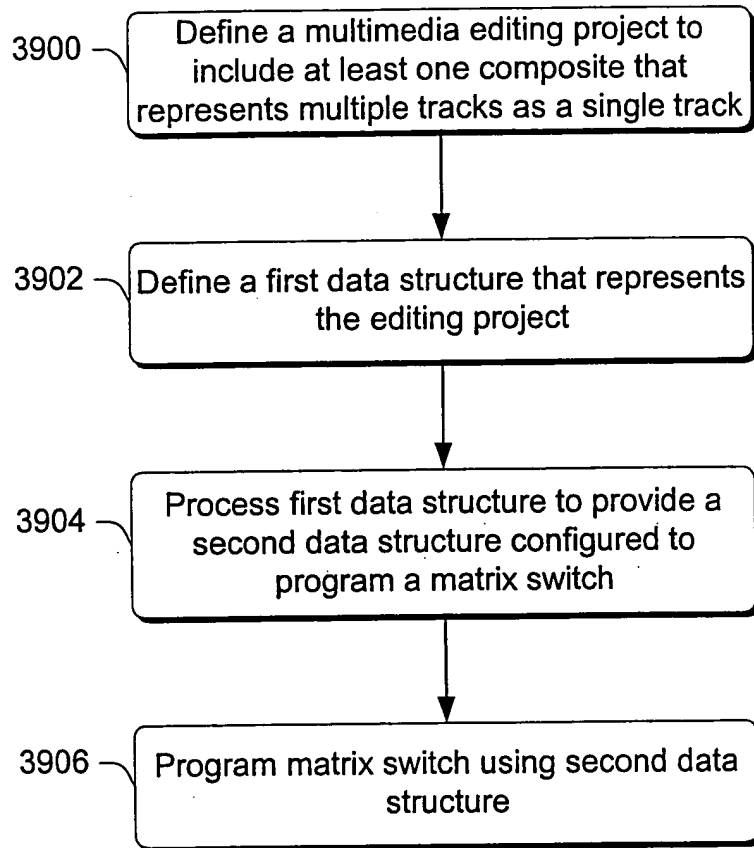 3900
Define a multimedia editing project to
include at least one composite that
represents multiple tracks as a single track
3902
Define a first data structure that represents
the editing project
3904
Process first data structure to provide a
second data structure configured to
program a matrix switch
3906
Program matrix switch using second data
structure